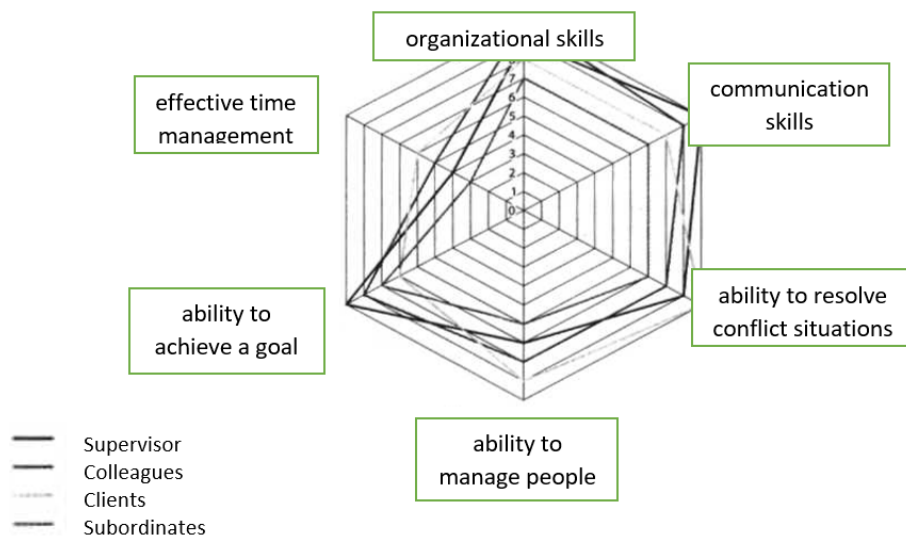 organizational skills
effective time
management
communication
skills
7
6
5
4
3
2
1
0
ability to
achieve a goal
ability to resolve
conflict situations
ability to
manage people
Supervisor
Colleagues
Clients
Subordinates